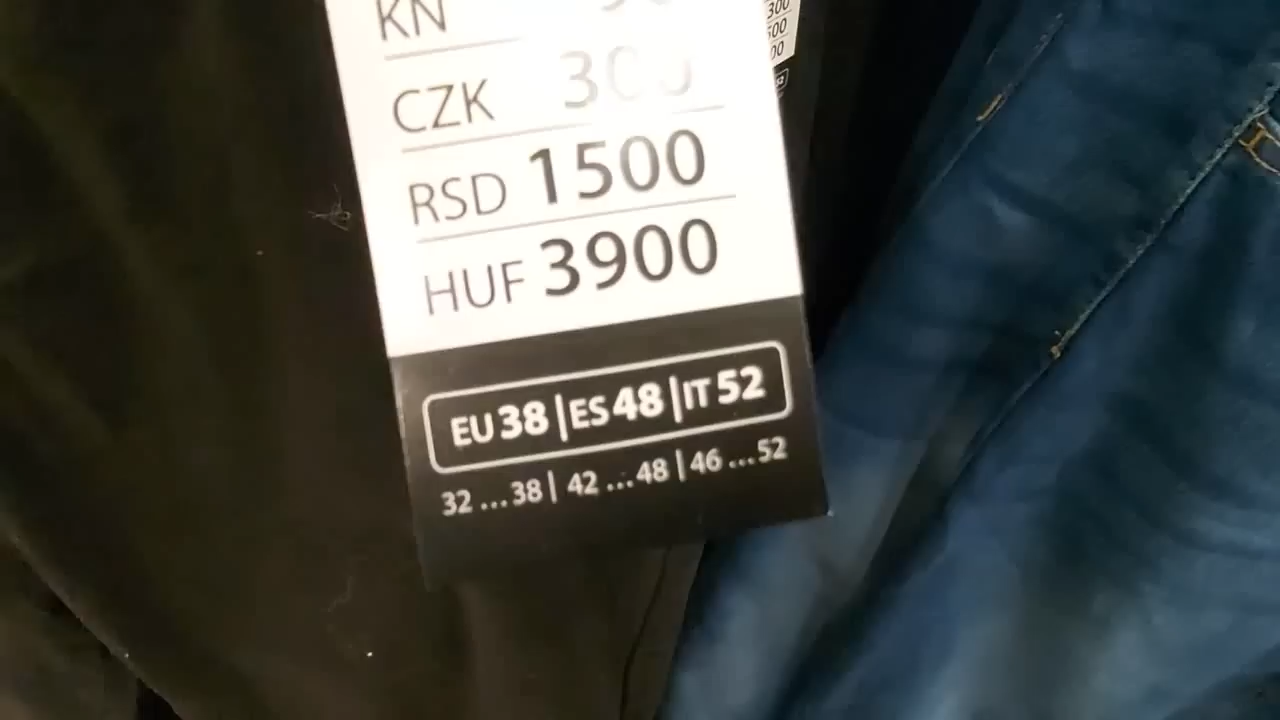 KN
CZK 300
RSD 1500
HUF 3900
EU 38 | ES 48 | IT 52
32 ... 38 | 42 ... 48 | 46 ... 52
300